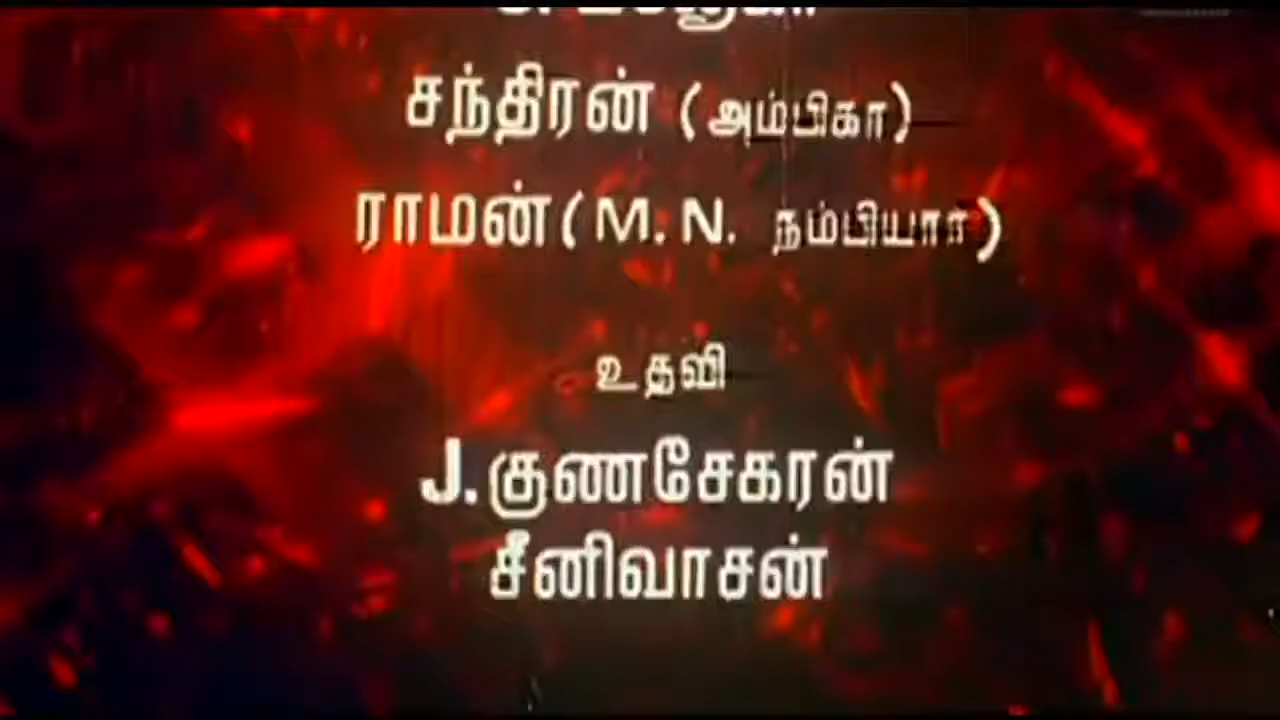 சந்திரன் (அம்பிகா)
ராமன் (M. N. நம்பியார்)
உதவி
J.குணசேகரன்
சீனிவாசன்